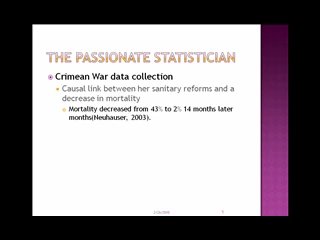 THE PASSIONATE STATISTICIAN
Crimean War data collection
Causal link between her sanitary reforms and a
decrease in mortality
Mortality decreased from 43% to 2% 14 months later
months(Neuhauser, 2003).